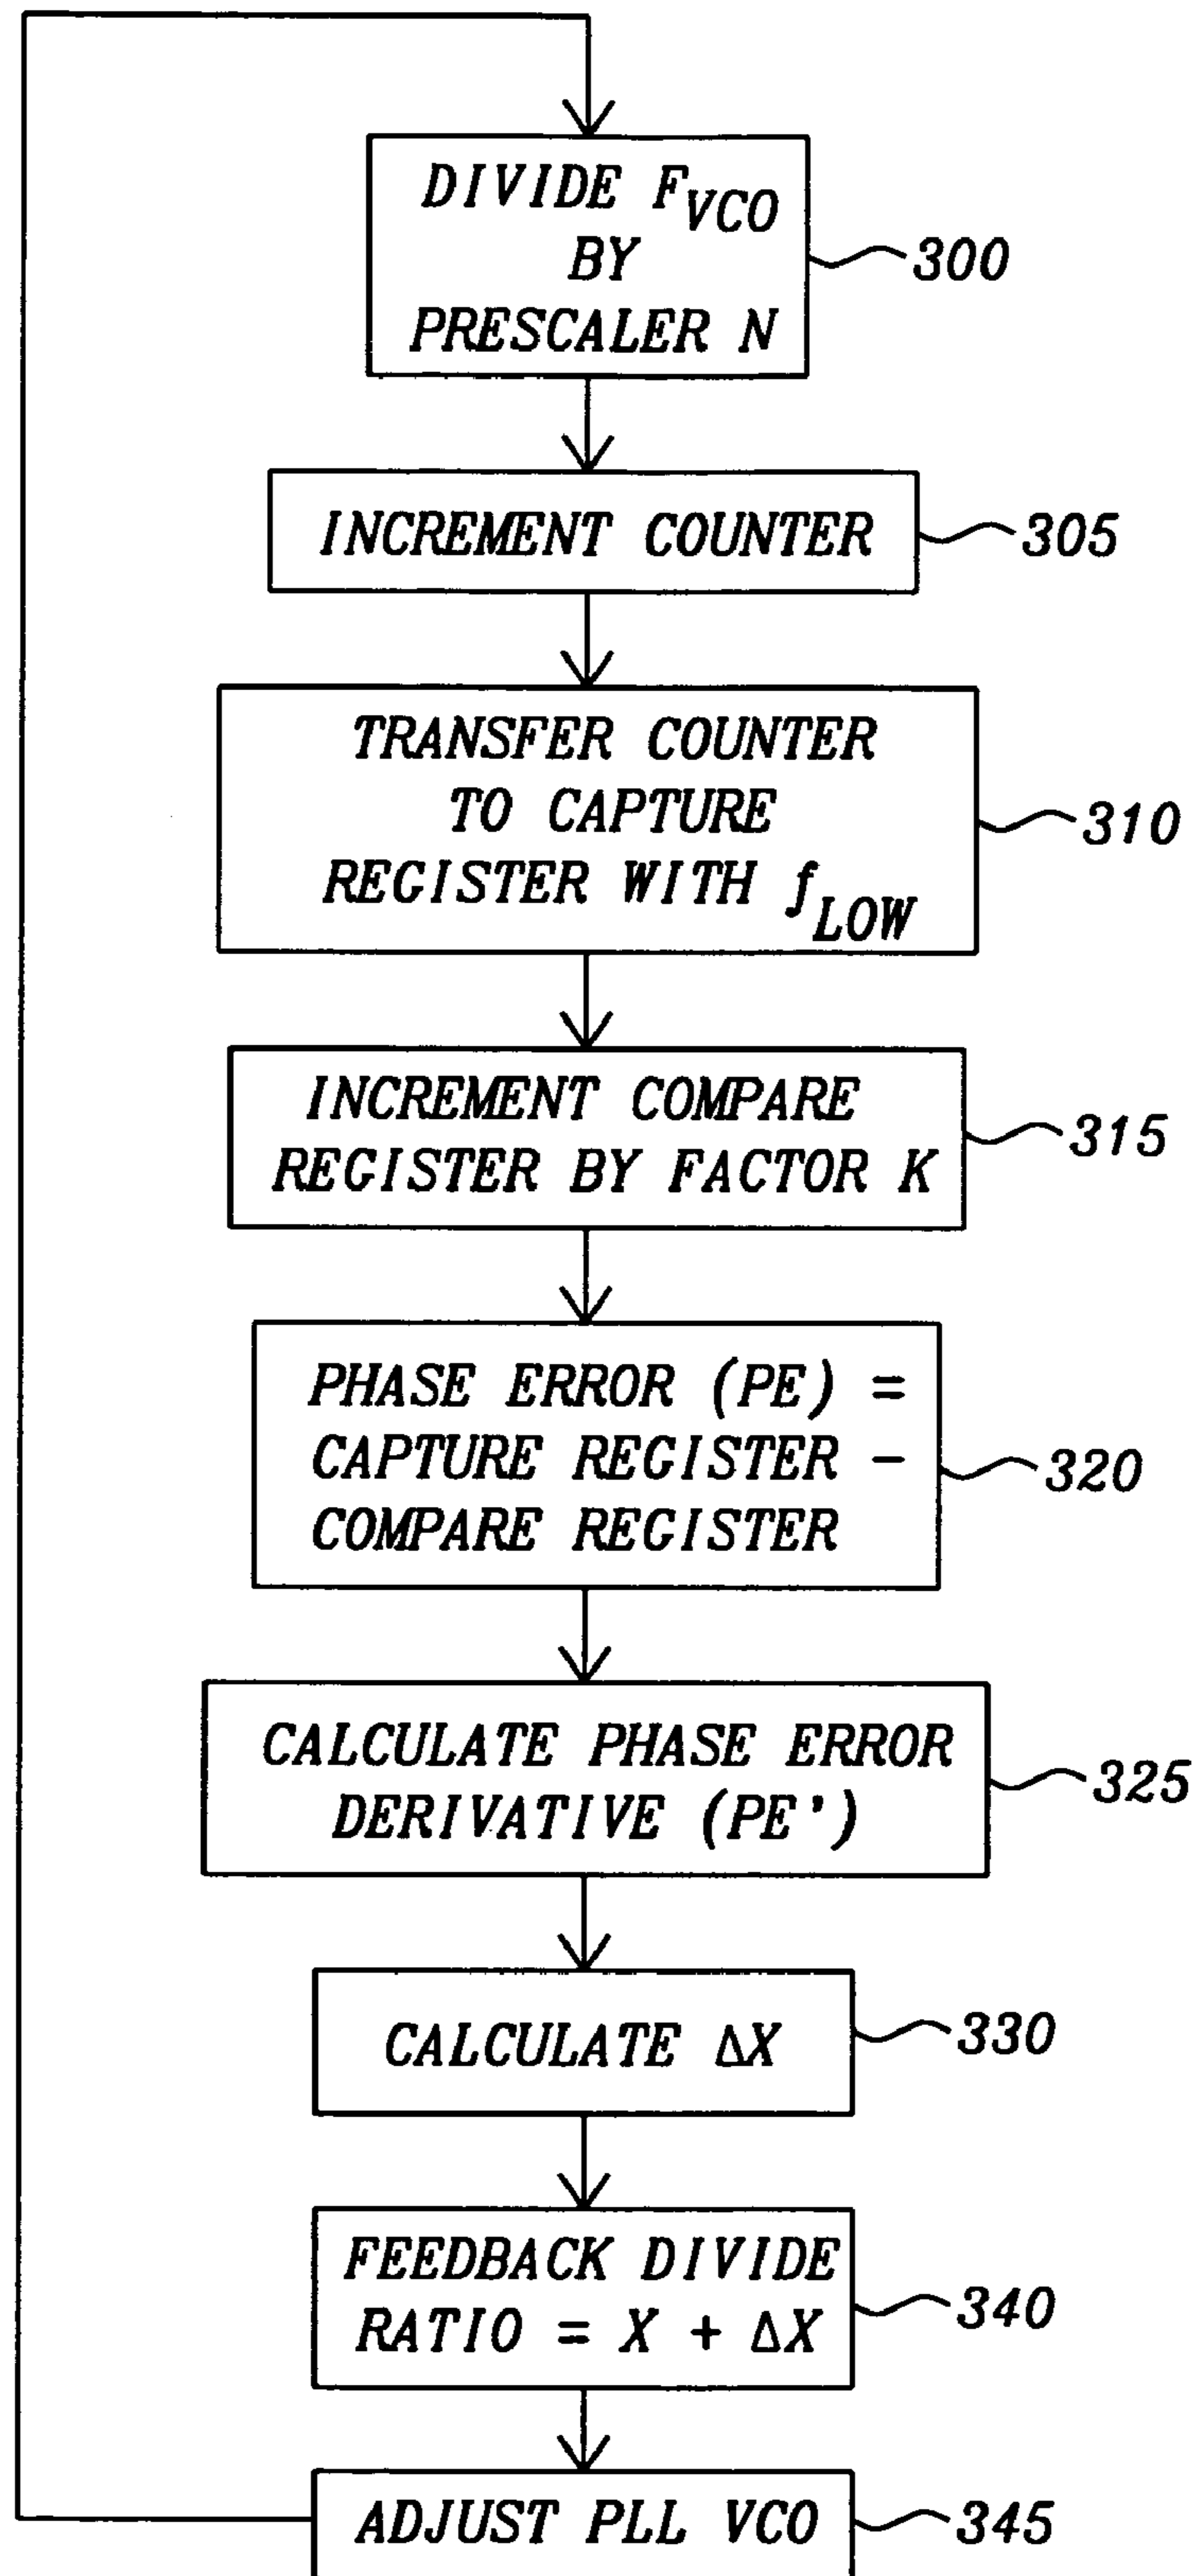 DIVIDE F_VCO
BY
PRESCALER N
300
INCREMENT COUNTER
305
TRANSFER COUNTER
TO CAPTURE
REGISTER WITH f_LOW
310
INCREMENT COMPARE
REGISTER BY FACTOR K
315
PHASE ERROR (PE) =
CAPTURE REGISTER -
COMPARE REGISTER
320
CALCULATE PHASE ERROR
DERIVATIVE (PE')
325
CALCULATE ΔX
330
FEEDBACK DIVIDE
RATIO = X + ΔX
340
ADJUST PLL VCO
345